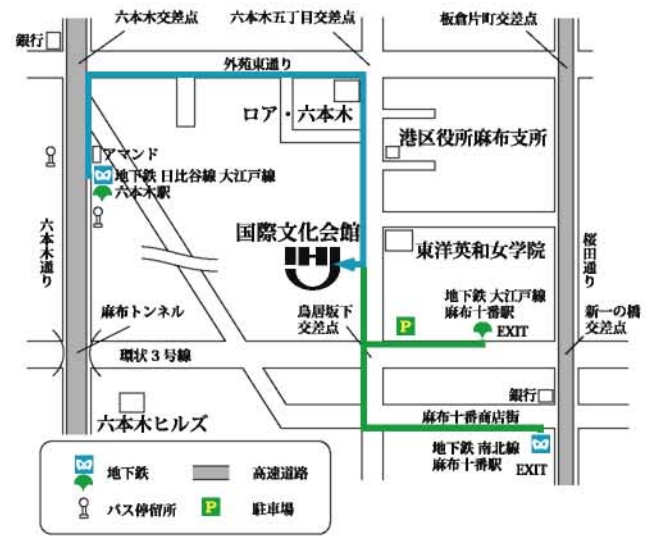 六本木交差点
六本木五丁目交差点
板倉片町交差点
銀行
外苑東通り
ロア・六本木
港区役所麻布支所
アマンド
地下鉄 日比谷線 大江戸線
六本木駅
国際文化会館
IHJ
東洋英和女学院
六本木通り
桜田通り
地下鉄 大江戸線
麻布十番駅
EXIT
鳥居坂下
交差点
P
新一の橋
交差点
麻布トンネル
環状3号線
銀行
六本木ヒルズ
麻布十番商店街
地下鉄 南北線
麻布十番駅 EXIT
地下鉄
高速道路
バス停留所
P
駐車場